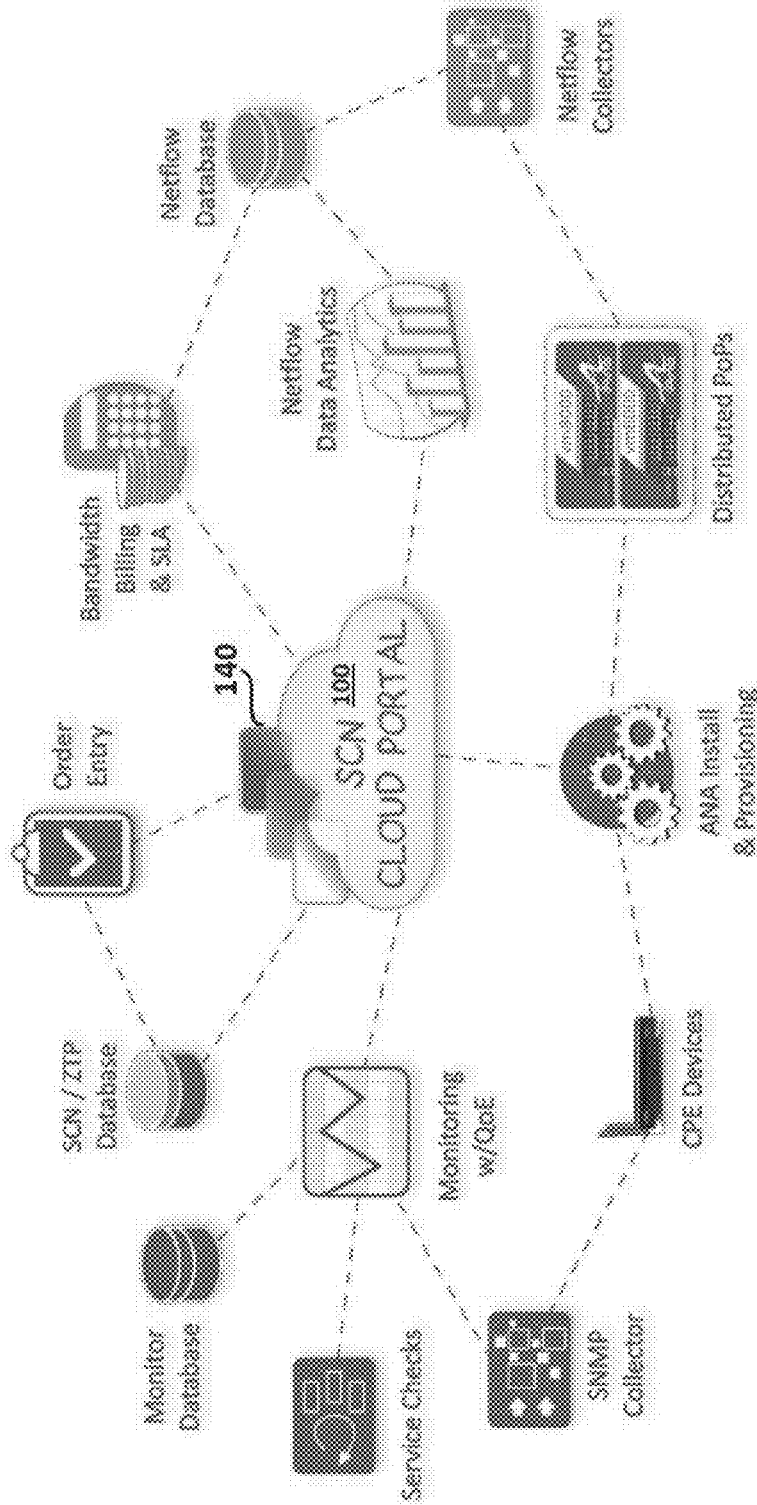 Order
Entry
SCN / ZTP
Database
Monitor
Database
Bandwidth
Billing
& SLA
Netflow
Database
140
SCN 100
CLOUD PORTAL
Netflow
Data Analytics
Service Checks
Monitoring
w/QoE
SNMP
Collector
CPE Devices
ANA Install
& Provisioning
Distributed PoPs
Netflow
Collectors